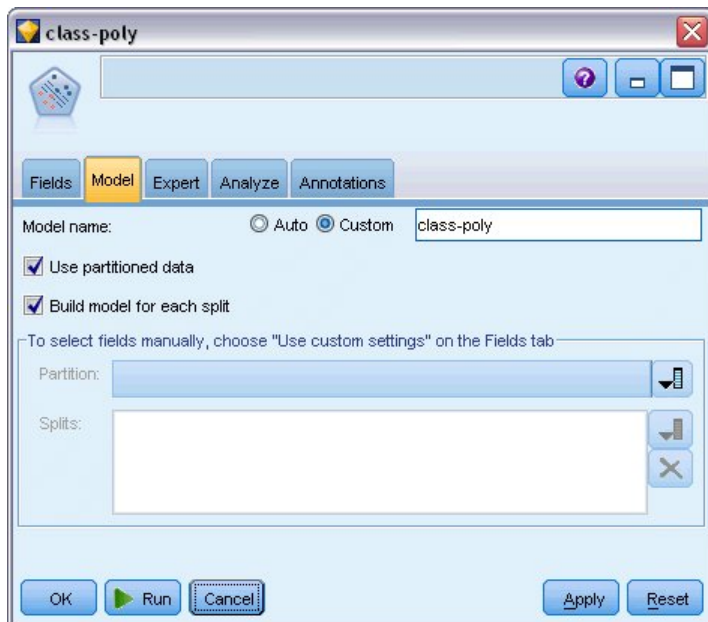 class-poly
Fields Model Expert Analyze Annotations
Model name: Auto Custom class-poly
Use partitioned data
Build model for each split
To select fields manually, choose "Use custom settings" on the Fields tab
Partition:
Splits:
OK Run Cancel Apply Reset